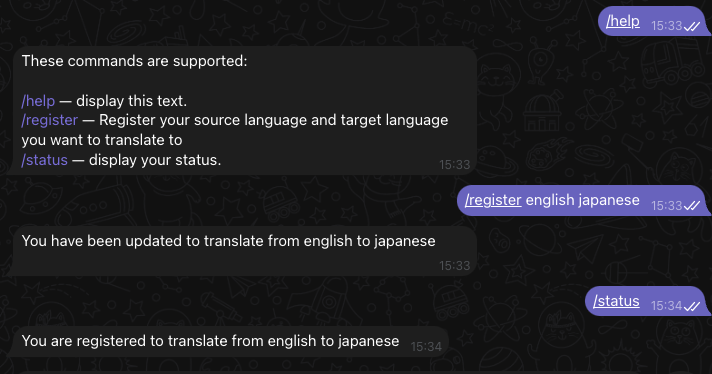 /help 15:33
These commands are supported:
/help — display this text.
/register — Register your source language and target language
you want to translate to
/status — display your status.
15:33
/register english japanese 15:33
You have been updated to translate from english to japanese
15:33
/status 15:34
You are registered to translate from english to japanese 15:34